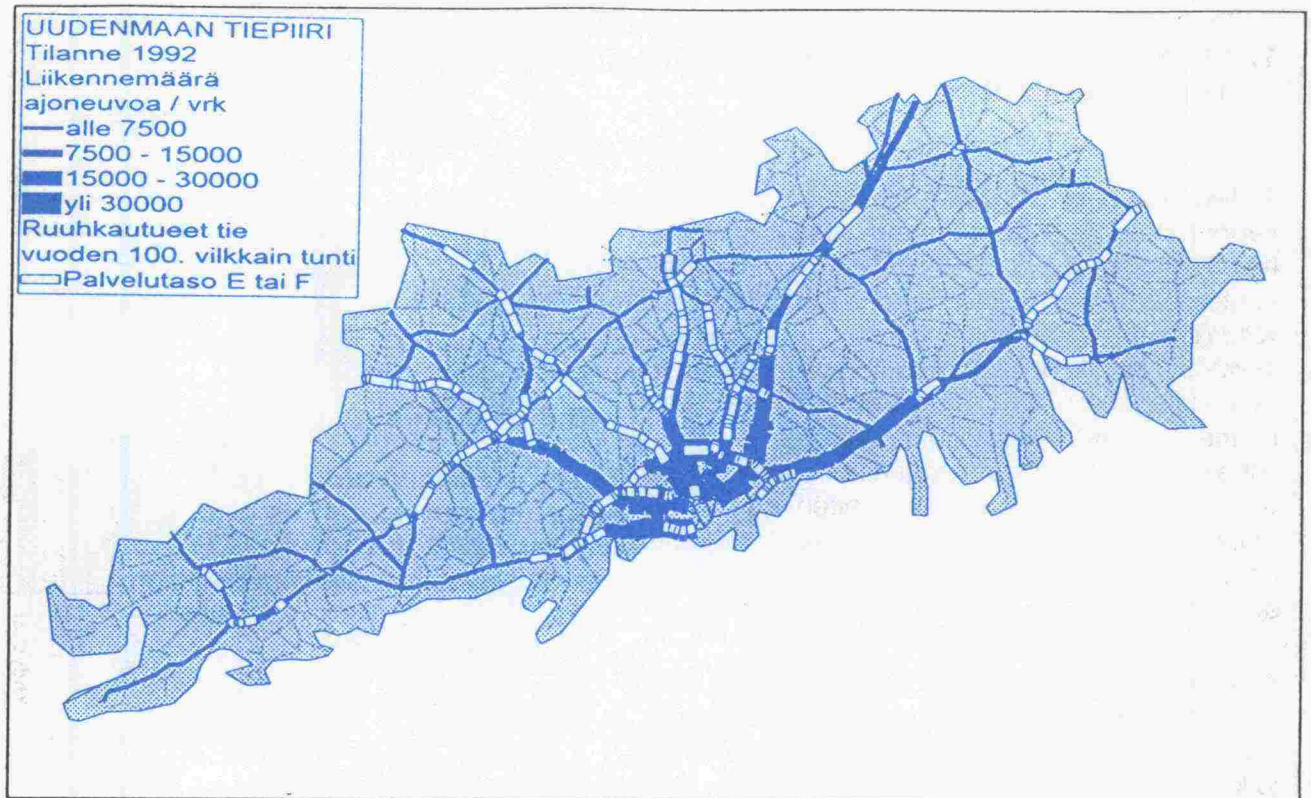 UUDENMAAN TIEPIIRI
Tilanne 1992
Liikennemäärä
ajoneuvoa / vrk
alle 7500
7500 - 15000
15000 - 30000
yli 30000
Ruuhkautueet tie
vuoden 100. vilkkain tunti
Palvelutaso E tai F